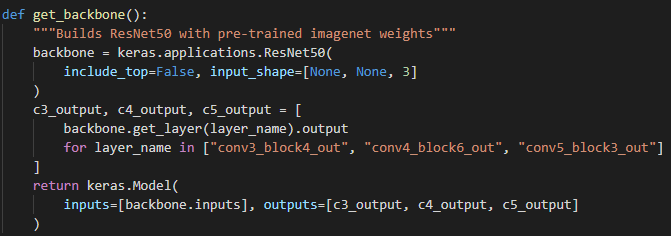 def get_backbone():
    """Builds ResNet50 with pre-trained imagenet weights"""
    backbone = keras.applications.ResNet50(
        include_top=False, input_shape=[None, None, 3]
    )
    c3_output, c4_output, c5_output = [
        backbone.get_layer(layer_name).output
        for layer_name in ["conv3_block4_out", "conv4_block6_out", "conv5_block3_out"]
    ]
    return keras.Model(
        inputs=[backbone.inputs], outputs=[c3_output, c4_output, c5_output]
    )